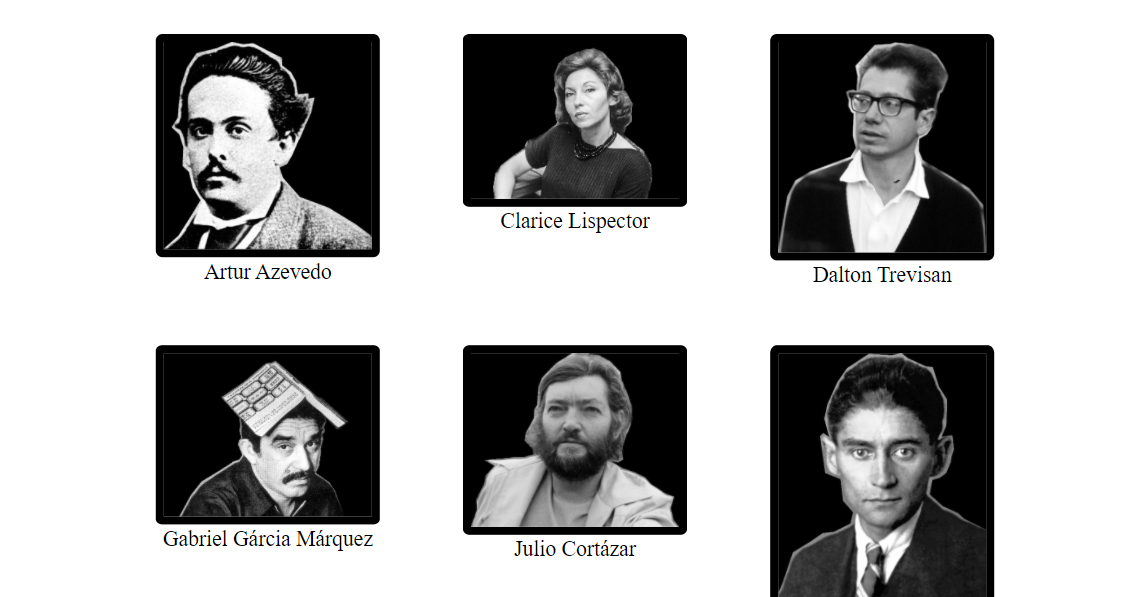 Artur Azevedo
Clarice Lispector
Dalton Trevisan
Gabriel Gárcia Márquez
Julio Cortázar